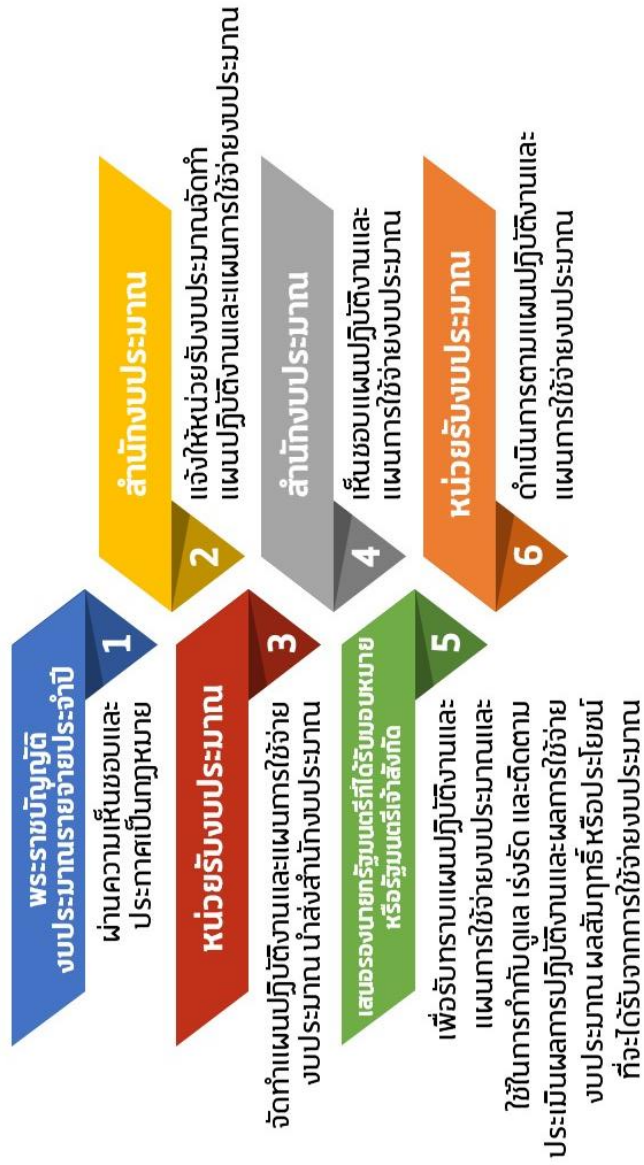 พระราชบัญญัติ
งบประมาณรายจ่ายประจำปี
1
ผ่านความเห็นชอบและ
ประกาศเป็นกฎหมาย
สำนักงบประมาณ
2
แจ้งให้หน่วยรับงบประมาณจัดทำ
แผนปฏิบัติงานและแผนการใช้จ่ายงบประมาณ
หน่วยรับงบประมาณ
3
จัดทำแผนปฏิบัติงานและแผนการใช้จ่าย
งบประมาณ นำส่งสำนักงบประมาณ
สำนักงบประมาณ
4
เห็นชอบแผนปฏิบัติงานและ
แผนการใช้จ่ายงบประมาณ
เสนอรองนายกรัฐมนตรีที่ได้รับมอบหมาย
หรือรัฐมนตรีเจ้าสังกัด
5
เพื่อรับทราบแผนปฏิบัติงานและ
แผนการใช้จ่ายงบประมาณและ
ใช้ในการกำกับดูแล เร่งรัด และติดตาม
ประเมินผลการปฏิบัติงานและผลการใช้จ่าย
งบประมาณ ผลสัมฤทธิ์ หรือประโยชน์
ที่จะได้รับจากการใช้จ่ายงบประมาณ
หน่วยรับงบประมาณ
6
ดำเนินการตามแผนปฏิบัติงานและ
แผนการใช้จ่ายงบประมาณ